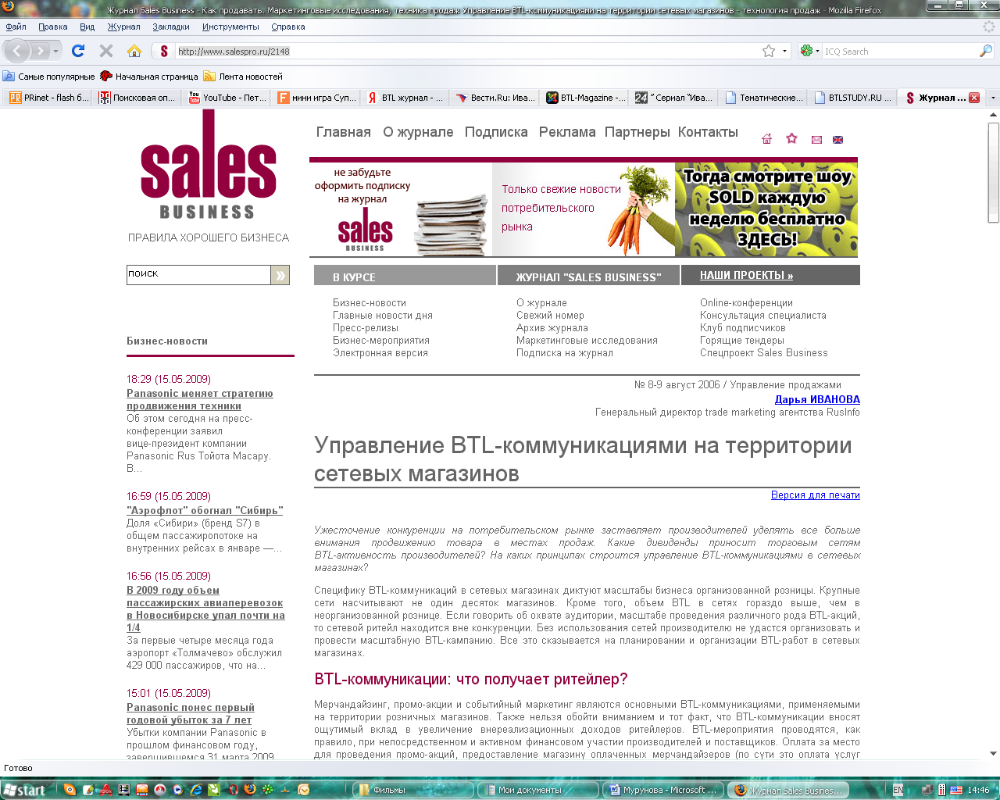 Журнал Sales Business - Как продавать. Маркетинговые исследования, техника продаж Управление BTL-коммуникациями на территории сетевых магазинов - технология продаж - Mozilla Firefox
Файл Правка Вид Журнал Закладки Инструменты Справка
http://www.salespro.ru/2148
ICQ Search
Самые популярные Начальная страница Лента новостей
PRinet - flash б... Поисковая оп... YouTube - Пет... мини игра Суп... BTL журнал - ... Вести.Ru: Ива... BTL-Magazine -... " Сериал "Ива... Тематические... BTLSTUDY.RU ... Журнал ...
sales
BUSINESS
ПРАВИЛА ХОРОШЕГО БИЗНЕСА
поиск
Главная О журнале Подписка Реклама Партнеры Контакты
не забудьте
оформить подписку
на журнал
sales
BUSINESS
Только свежие новости
потребительского
рынка
Тогда смотрите шоу
SOLD каждую
неделю бесплатно
ЗДЕСЬ!
В КУРСЕ
Бизнес-новости
Главные новости дня
Пресс-релизы
Бизнес-мероприятия
Электронная версия
ЖУРНАЛ "SALES BUSINESS"
О журнале
Свежий номер
Архив журнала
Маркетинговые исследования
Подписка на журнал
НАШИ ПРОЕКТЫ »
Online-конференции
Консультация специалиста
Клуб подписчиков
Горящие тендеры
Спецпроект Sales Business
Бизнес-новости
18:29 (15.05.2009)
Panasonic меняет стратегию
продвижения техники
Об этом сегодня на пресс-
конференции заявил
вице-президент компании
Panasonic Rus Тойота Масару.
В...
16:59 (15.05.2009)
"Аэрофлот" обогнал "Сибирь"
Доля «Сибири» (бренд S7) в
общем пассажиропотоке на
внутренних рейсах в январе —...
16:56 (15.05.2009)
В 2009 году объем
пассажирских авиаперевозок
в Новосибирске упал почти на
1/4
За первые четыре месяца года
аэропорт «Толмачево» обслужил
429 000 пассажиров, что на...
15:01 (15.05.2009)
Panasonic понес первый
годовой убыток за 7 лет
Убытки компании Panasonic в
прошлом финансовом году,
завершившемся 31 марта 2009
№ 8-9 август 2006 / Управление продажами
Дарья ИВАНОВА
Генеральный директор trade marketing агентства RusInfo
Управление BTL-коммуникациями на территории
сетевых магазинов
Версия для печати
Ужесточение конкуренции на потребительском рынке заставляет производителей уделять все больше
внимания продвижению товара в местах продаж. Какие дивиденды приносит торговым сетям
BTL-активность производителей? На каких принципах строится управление BTL-коммуникациями в сетевых
магазинах?
Специфику BTL-коммуникаций в сетевых магазинах диктуют масштабы бизнеса организованной розницы. Крупные
сети насчитывают не один десяток магазинов. Кроме того, объем BTL в сетях гораздо выше, чем в
неорганизованной рознице. Если говорить об охвате аудитории, масштабе проведения различного рода BTL-акций,
то сетевой ритейл находится вне конкуренции. Без использования сетей производителю не удастся организовать и
провести масштабную BTL-кампанию. Все это сказывается на планировании и организации BTL-работ в сетевых
магазинах.
BTL-коммуникации: что получает ритейлер?
Мерчандайзинг, промо-акции и событийный маркетинг являются основными BTL-коммуникациями, применяемыми
на территории розничных магазинов. Также нельзя обойти вниманием и тот факт, что BTL-коммуникации вносят
ощутимый вклад в увеличение внереализационных доходов ритейлеров. BTL-мероприятия проводятся, как
правило, при непосредственном и активном финансовом участии производителей и поставщиков. Оплата за место
для проведения промо-акций, предоставление магазину оплаченных мерчандайзеров (по сути это оплата услуг
Готово
start Фильмы Мои документы Мурунова - Microsoft ... Журнал Sales Busines... EN 14:46